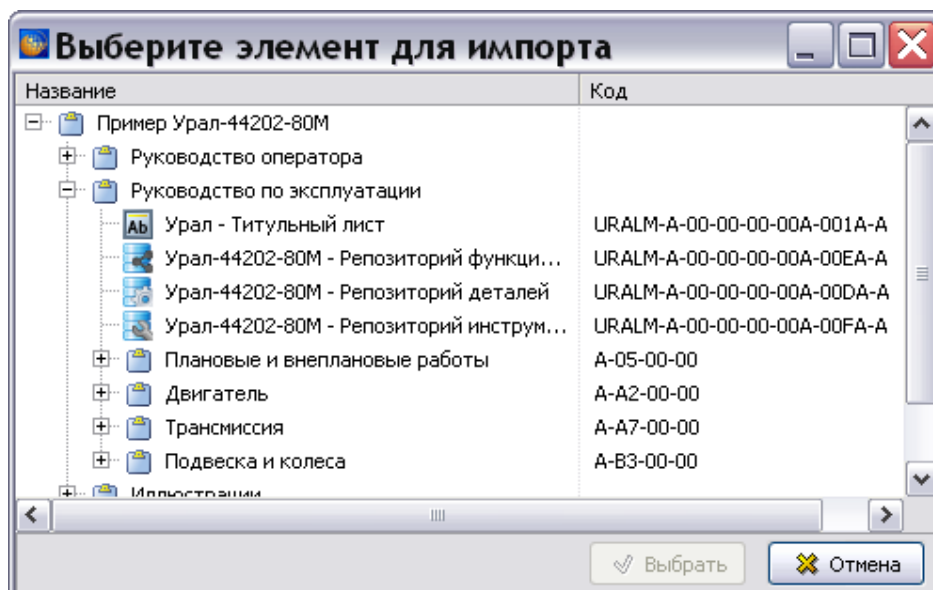 Выберите элемент для импорта
Название Код
Пример Урал-44202-80М
Руководство оператора
Руководство по эксплуатации
Ab Урал - Титульный лист URALM-A-00-00-00-00A-001A-A
Урал-44202-80М - Репозиторий функци... URALM-A-00-00-00-00A-00EA-A
Урал-44202-80М - Репозиторий деталей URALM-A-00-00-00-00A-00DA-A
Урал-44202-80М - Репозиторий инструм... URALM-A-00-00-00-00A-00FA-A
Плановые и внеплановые работы A-05-00-00
Двигатель A-A2-00-00
Трансмиссия A-A7-00-00
Подвеска и колеса A-B3-00-00
Иллюстрации
Выбрать Отмена